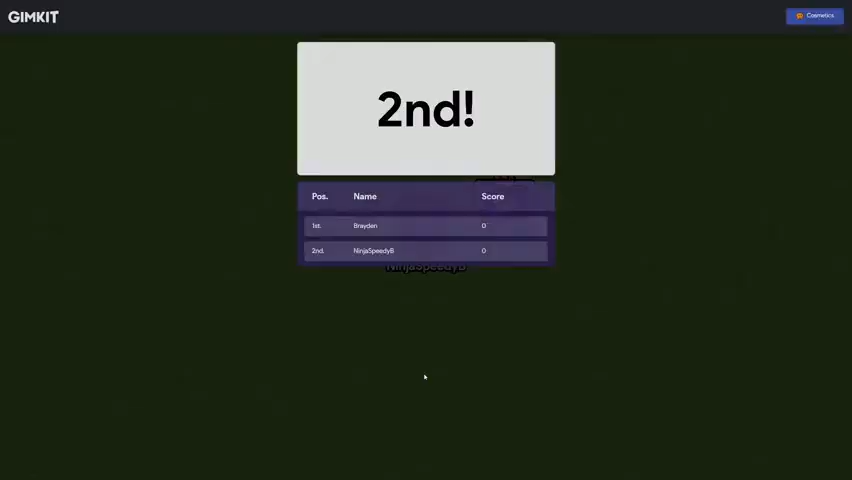 GIMKIT
Cosmetics
2nd!
Pos. Name Score
1st. Brayden 0
2nd. NinjaSpeedyB 0
NinjaSpeedyB